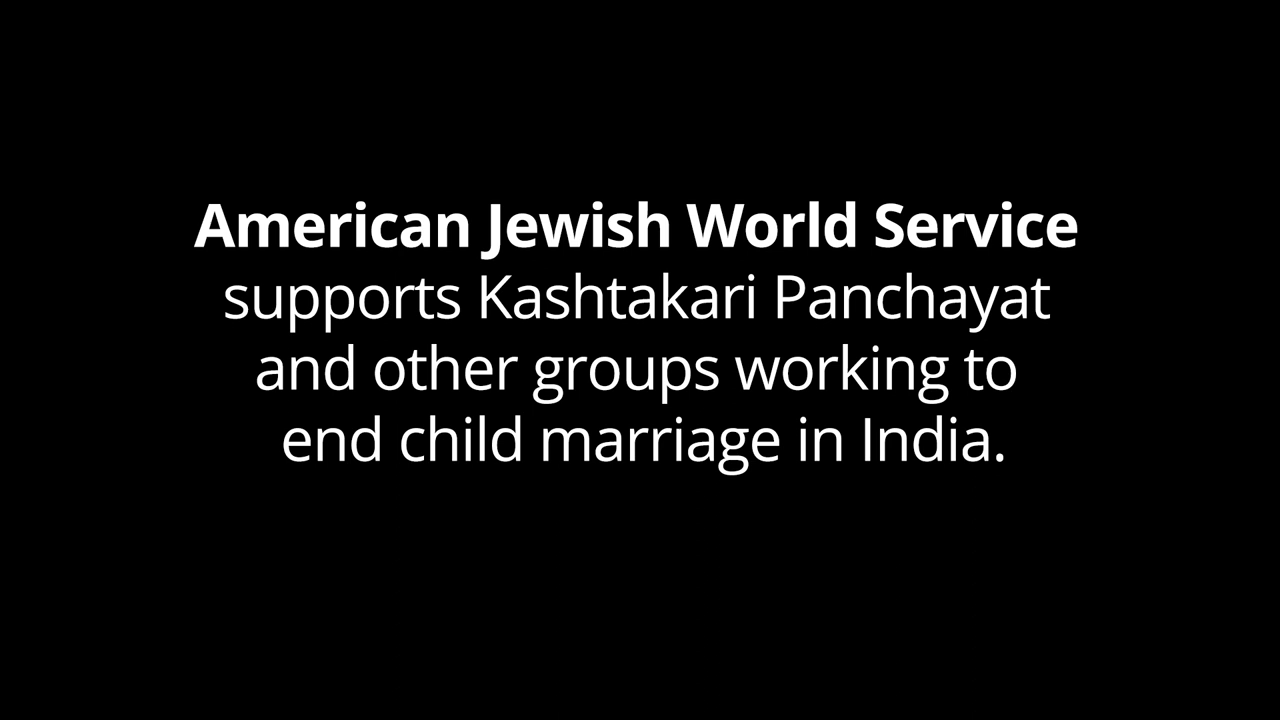 American Jewish World Service
supports Kashtakari Panchayat
and other groups working to
end child marriage in India.